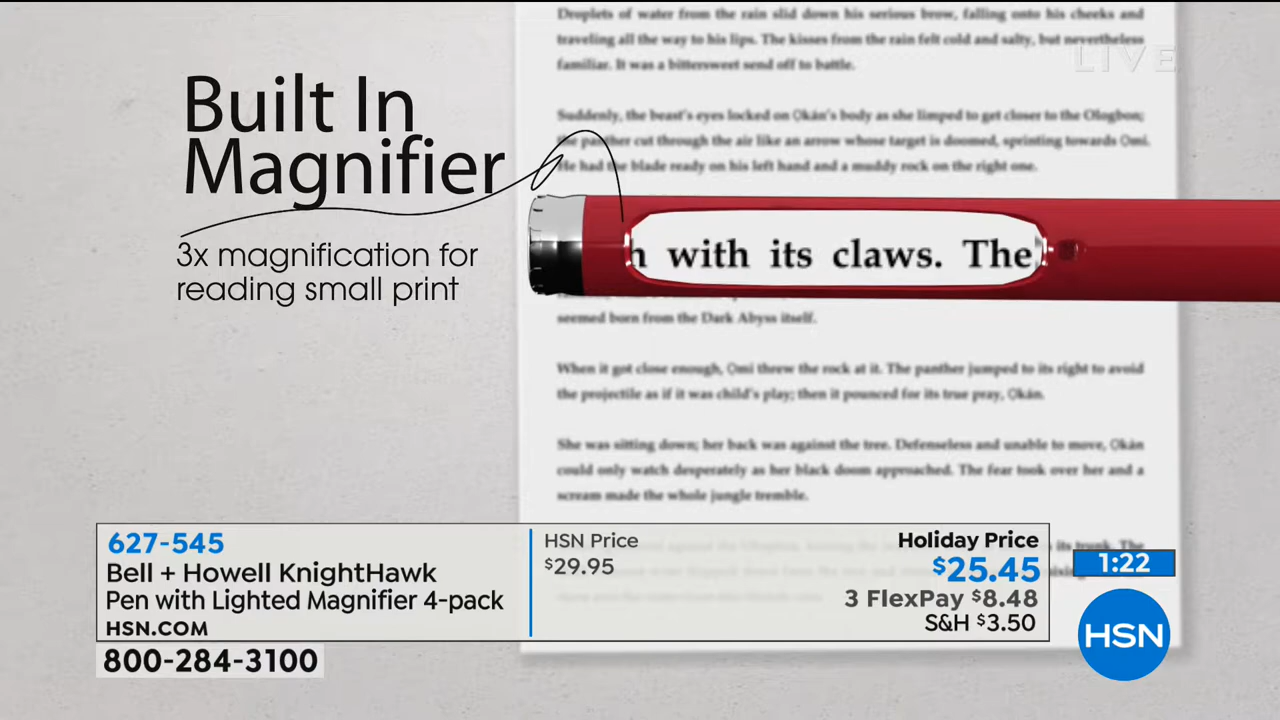 Droplets of water from the rain slid down his serious brow, falling onto his cheeks and
traveling all the way to his lips. The kisses from the rain felt cold and salty, but nevertheless
familiar. It was a bittersweet send off to battle.
LIVE
Built In
Magnifier
3x magnification for
reading small print
Suddenly, the beast's eyes locked on Ọkán's body as she limped to get closer to the Ologbon;
the panther cut through the air like an arrow whose target is doomed, sprinting towards Omi.
He had the blade ready on his left hand and a muddy rock on the right one.
h with its claws. The
seemed born from the Dark Abyss itself.
When it got close enough, Omi threw the rock at it. The panther jumped to its right to avoid
the projectile as if it was child's play; then it pounced for its true pray, Ọkán.
She was sitting down; her back was against the tree. Defenseless and unable to move, Ọkàn
could only watch desperately as her black doom approached. The fear took over her and a
scream made the whole jungle tremble.
its trunk. The
627-545
Bell + Howell KnightHawk
Pen with Lighted Magnifier 4-pack
HSN.COM
800-284-3100
HSN Price
$29.95
Holiday Price
$25.45
3 FlexPay $8.48
S&H $3.50
1:22
HSN